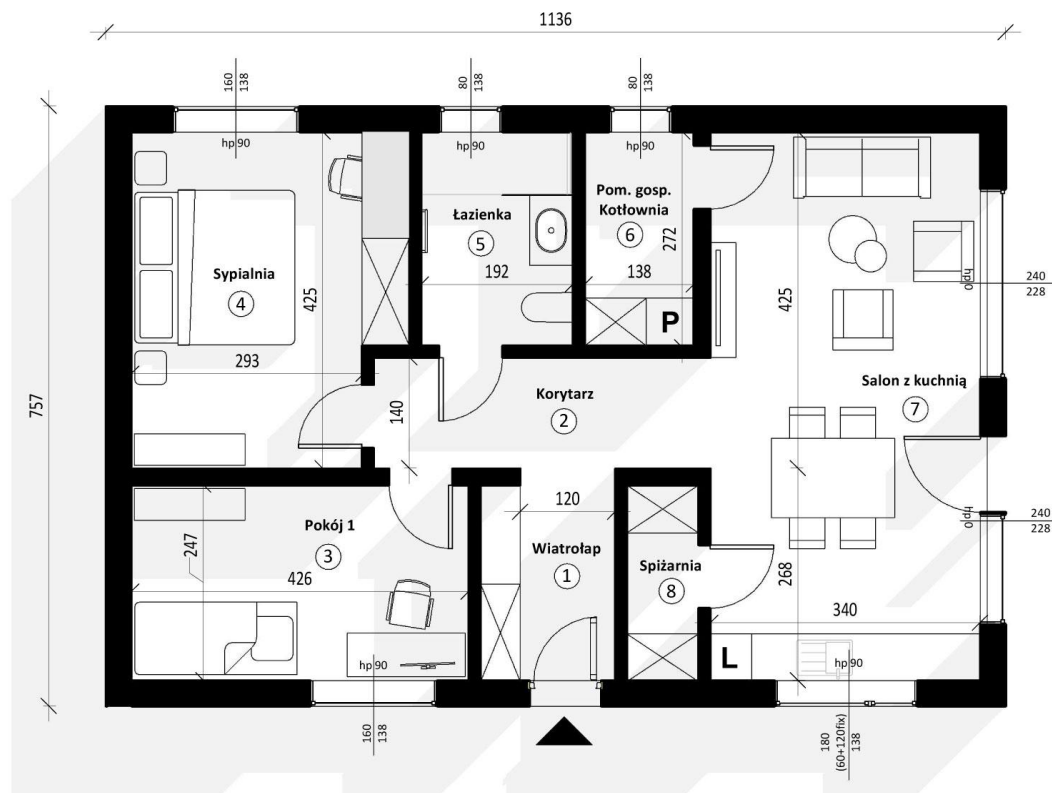 1136
160
138
80
138
80
138
hp 90
hp 90
hp 90
Pom. gosp.
Kotłownia
6
272
Łazienka
5
Sypialnia
4
425
192
138
425
hp 0
240
228
P
293
Salon z kuchnią
7
Korytarz
2
140
757
120
hp 0
240
228
Pokój 1
3
247
Wiatrołap
1
Spiżarnia
8
268
426
340
L
hp 90
hp 90
160
138
180
(60+120fix)
138